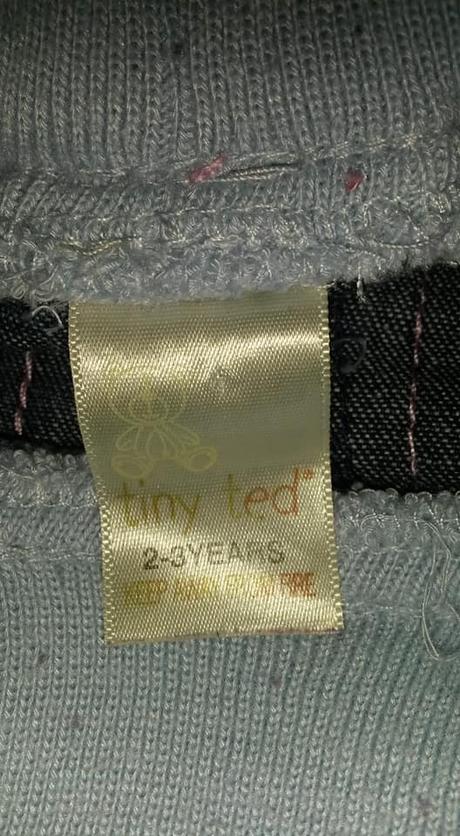 tiny ted
2-3YEARS
KEEP AWAY FROM FIRE